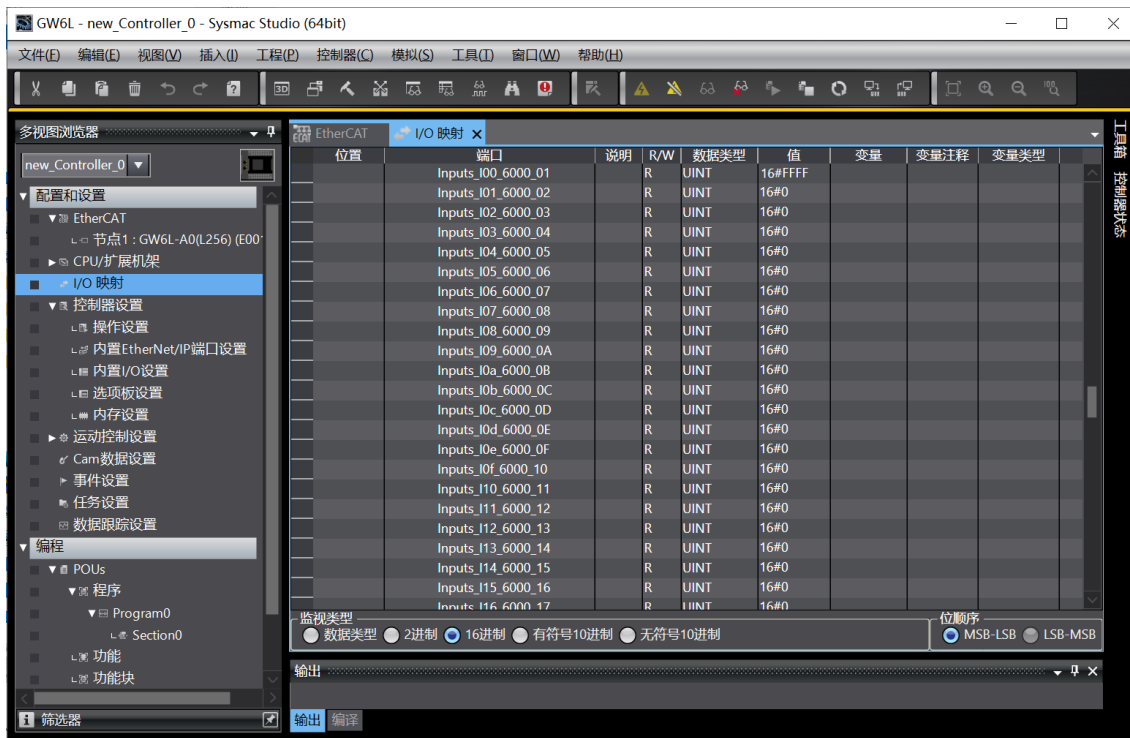 GW6L - new_Controller_0 - Sysmac Studio (64bit)
文件(F) 编辑(E) 视图(V) 插入(I) 工程(P) 控制器(C) 模拟(S) 工具(T) 窗口(W) 帮助(H)
多视图浏览器
new_Controller_0
配置和设置
EtherCAT
节点1 : GW6L-A0(L256) (E00
CPU/扩展机架
I/O 映射
控制器设置
操作设置
内置EtherNet/IP端口设置
内置I/O设置
选项板设置
内存设置
运动控制设置
Cam数据设置
事件设置
任务设置
数据跟踪设置
编程
POUs
程序
Program0
Section0
功能
功能块
筛选器
EtherCAT I/O 映射
位置 端口 说明 R/W 数据类型 值 变量 变量注释 变量类型
Inputs_I00_6000_01 R UINT 16#FFFF
Inputs_I01_6000_02 R UINT 16#0
Inputs_I02_6000_03 R UINT 16#0
Inputs_I03_6000_04 R UINT 16#0
Inputs_I04_6000_05 R UINT 16#0
Inputs_I05_6000_06 R UINT 16#0
Inputs_I06_6000_07 R UINT 16#0
Inputs_I07_6000_08 R UINT 16#0
Inputs_I08_6000_09 R UINT 16#0
Inputs_I09_6000_0A R UINT 16#0
Inputs_I0a_6000_0B R UINT 16#0
Inputs_I0b_6000_0C R UINT 16#0
Inputs_I0c_6000_0D R UINT 16#0
Inputs_I0d_6000_0E R UINT 16#0
Inputs_I0e_6000_0F R UINT 16#0
Inputs_I0f_6000_10 R UINT 16#0
Inputs_I10_6000_11 R UINT 16#0
Inputs_I11_6000_12 R UINT 16#0
Inputs_I12_6000_13 R UINT 16#0
Inputs_I13_6000_14 R UINT 16#0
Inputs_I14_6000_15 R UINT 16#0
Inputs_I15_6000_16 R UINT 16#0
Inputs_I16_6000_17 R UINT 16#0
监视类型
数据类型 2进制 16进制 有符号10进制 无符号10进制
位顺序
MSB-LSB LSB-MSB
输出
输出 编译
工具箱
控制器状态